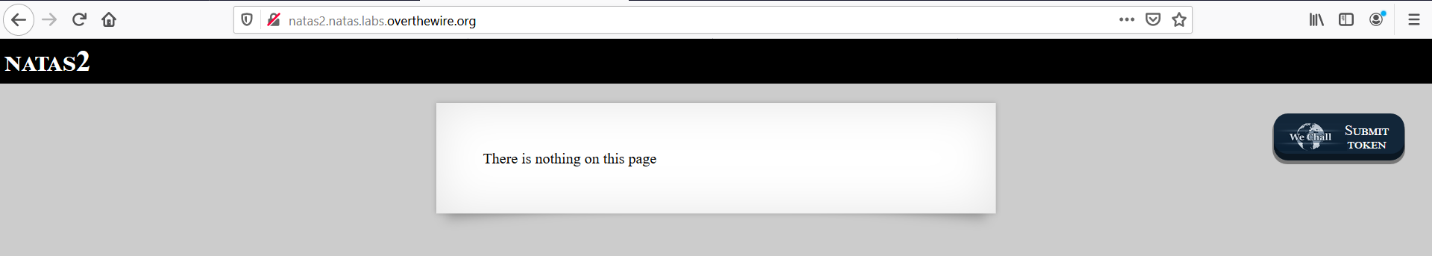 natas2.natas.labs.overthewire.org
NATAS2
There is nothing on this page
We Chall
SUBMIT
TOKEN